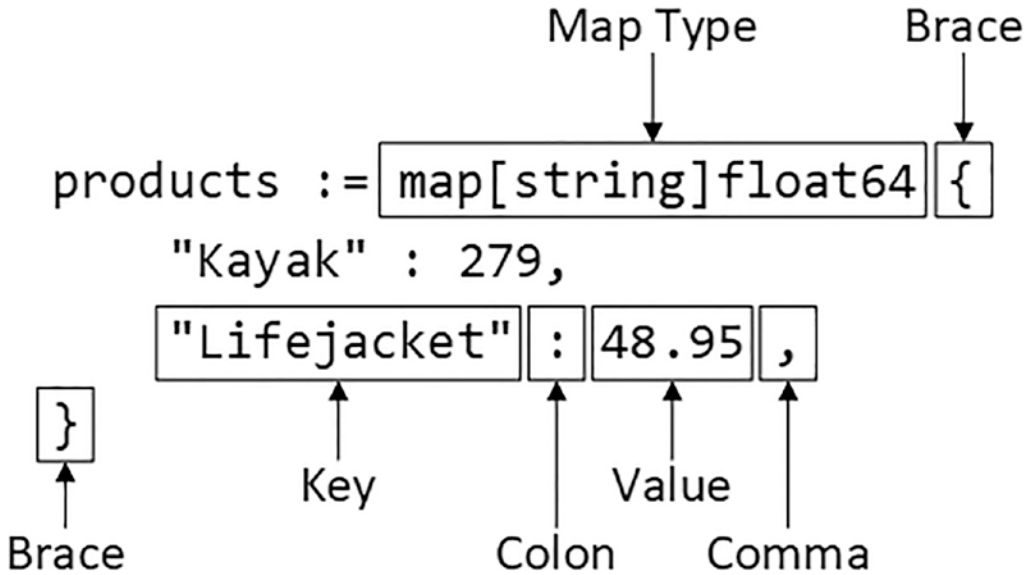 Map Type Brace
products := map[string]float64 {
"Kayak" : 279,
"Lifejacket" : 48.95 ,
}
Key Value
Brace Colon Comma